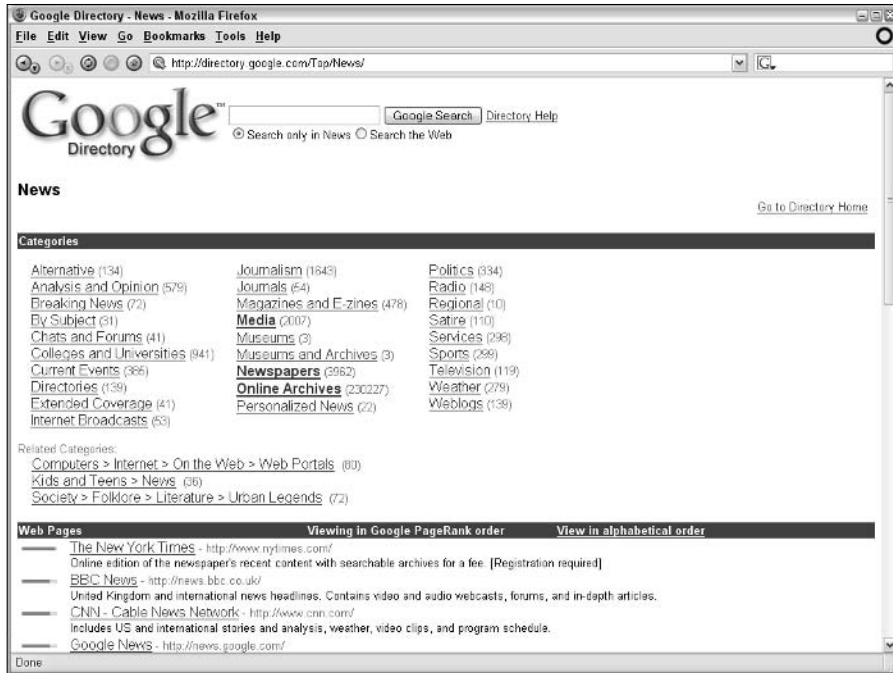 Google Directory - News - Mozilla Firefox
File Edit View Go Bookmarks Tools Help
http://directory.google.com/Top/News/
G
Google™
Directory
Google Search
Directory Help
Search only in News Search the Web
News
Go to Directory Home
Categories
Alternative (134)
Analysis and Opinion (579)
Breaking News (72)
By Subject (31)
Chats and Forums (41)
Colleges and Universities (941)
Current Events (386)
Directories (139)
Extended Coverage (41)
Internet Broadcasts (53)
Journalism (1643)
Journals (54)
Magazines and E-zines (478)
Media (2007)
Museums (3)
Museums and Archives (3)
Newspapers (3962)
Online Archives (230227)
Personalized News (22)
Politics (334)
Radio (148)
Regional (10)
Satire (110)
Services (298)
Sports (299)
Television (119)
Weather (279)
Weblogs (139)
Related Categories:
Computers > Internet > On the Web > Web Portals (80)
Kids and Teens > News (36)
Society > Folklore > Literature > Urban Legends (72)
Web Pages Viewing in Google PageRank order View in alphabetical order
The New York Times - http://www.nytimes.com/
Online edition of the newspaper's recent content with searchable archives for a fee. [Registration required]
BBC News - http://news.bbc.co.uk/
United Kingdom and international news headlines. Contains video and audio webcasts, forums, and in-depth articles.
CNN - Cable News Network - http://www.cnn.com/
Includes US and international stories and analysis, weather, video clips, and program schedule.
Google News - http://news.google.com/
Done